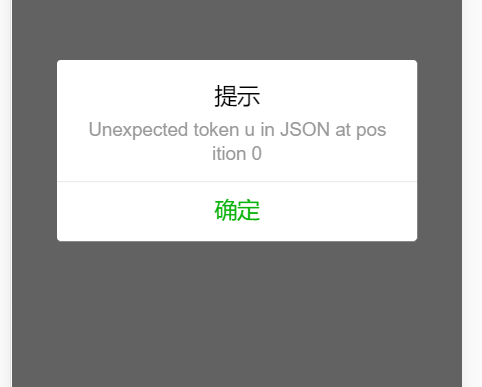 提示
Unexpected token u in JSON at pos
ition 0
确定